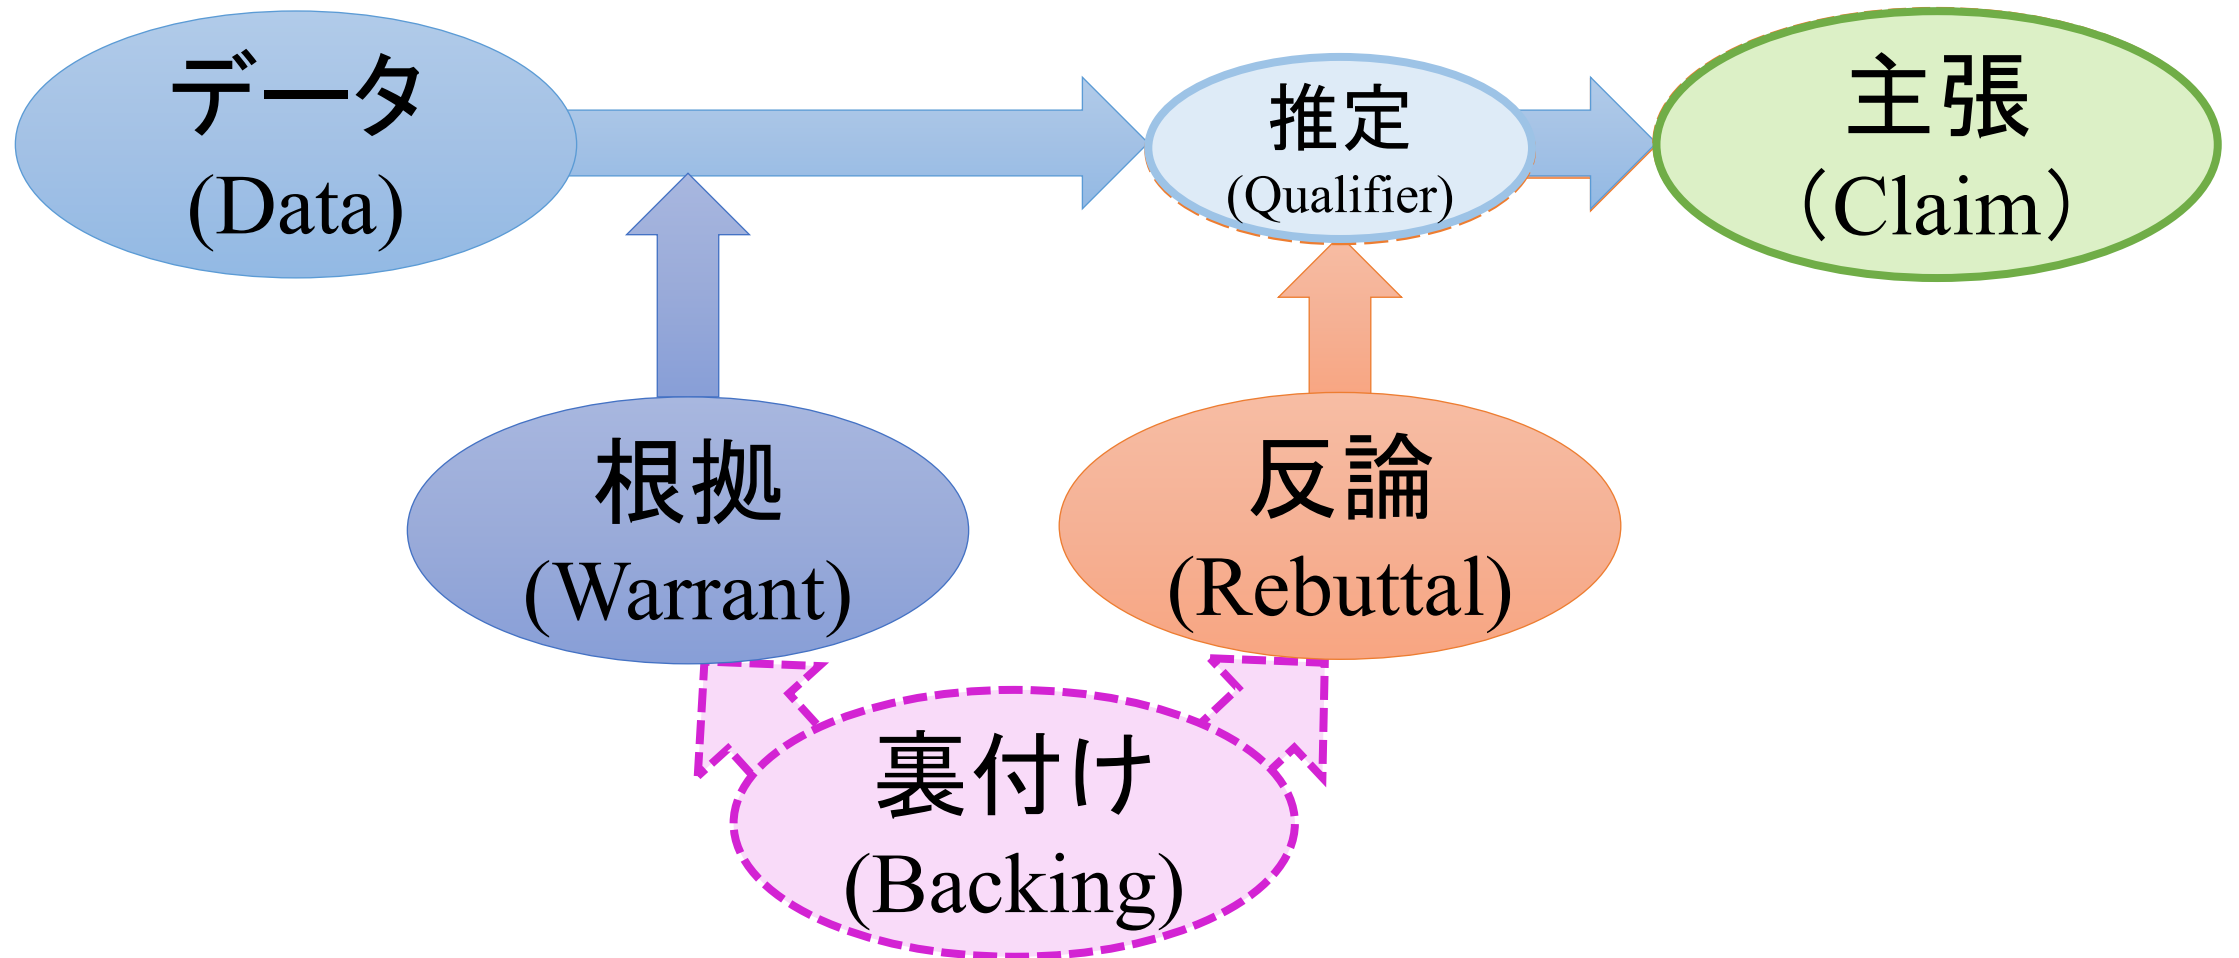 データ
(Data)
推定
(Qualifier)
主張
（Claim）
根拠
(Warrant)
反論
(Rebuttal)
裏付け
(Backing)